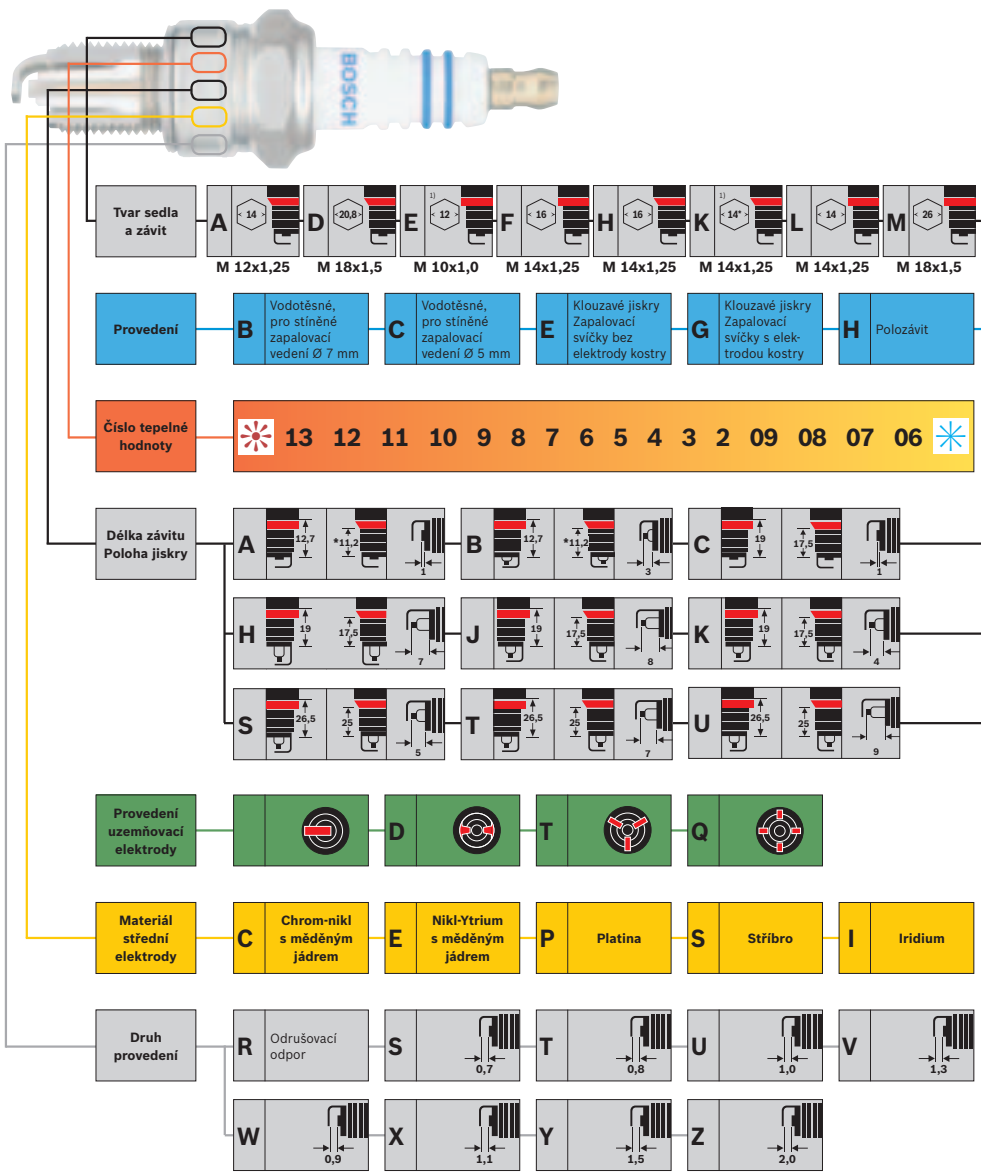 BOSCH
Tvar sedla
a závit
A
< 14 >
D
<20,8>
E
1)
< 12 >
F
< 16 >
H
< 16 >
K
1)
< 14* >
L
< 14 >
M
< 26 >
M 12x1,25
M 18x1,5
M 10x1,0
M 14x1,25
M 14x1,25
M 14x1,25
M 14x1,25
M 18x1,5
Provedení
B
Vodotěsné,
pro stíněné
zapalovací
vedení Ø 7 mm
C
Vodotěsné,
pro stíněné
zapalovací
vedení Ø 5 mm
E
Klouzavé jiskry
Zapalovací
svíčky bez
elektrody kostry
G
Klouzavé jiskry
Zapalovací
svíčky s elek-
trodou kostry
H
Polozávit
Číslo tepelné
hodnoty
13 12 11 10 9 8 7 6 5 4 3 2 09 08 07 06
Délka závitu
Poloha jiskry
A
12,7
*11,2
1
B
12,7
*11,2
3
C
19
17,5
1
H
19
17,5
7
J
19
17,5
8
K
19
17,5
4
S
26,5
25
5
T
26,5
25
7
U
26,5
25
9
Provedení
uzemňovací
elektrody
D
T
Q
Materiál
střední
elektrody
C
Chrom-nikl
s měděným
jádrem
E
Nikl-Ytrium
s měděným
jádrem
P
Platina
S
Stříbro
I
Iridium
Druh
provedení
R
Odrušovací
odpor
S
0,7
T
0,8
U
1,0
V
1,3
W
0,9
X
1,1
Y
1,5
Z
2,0